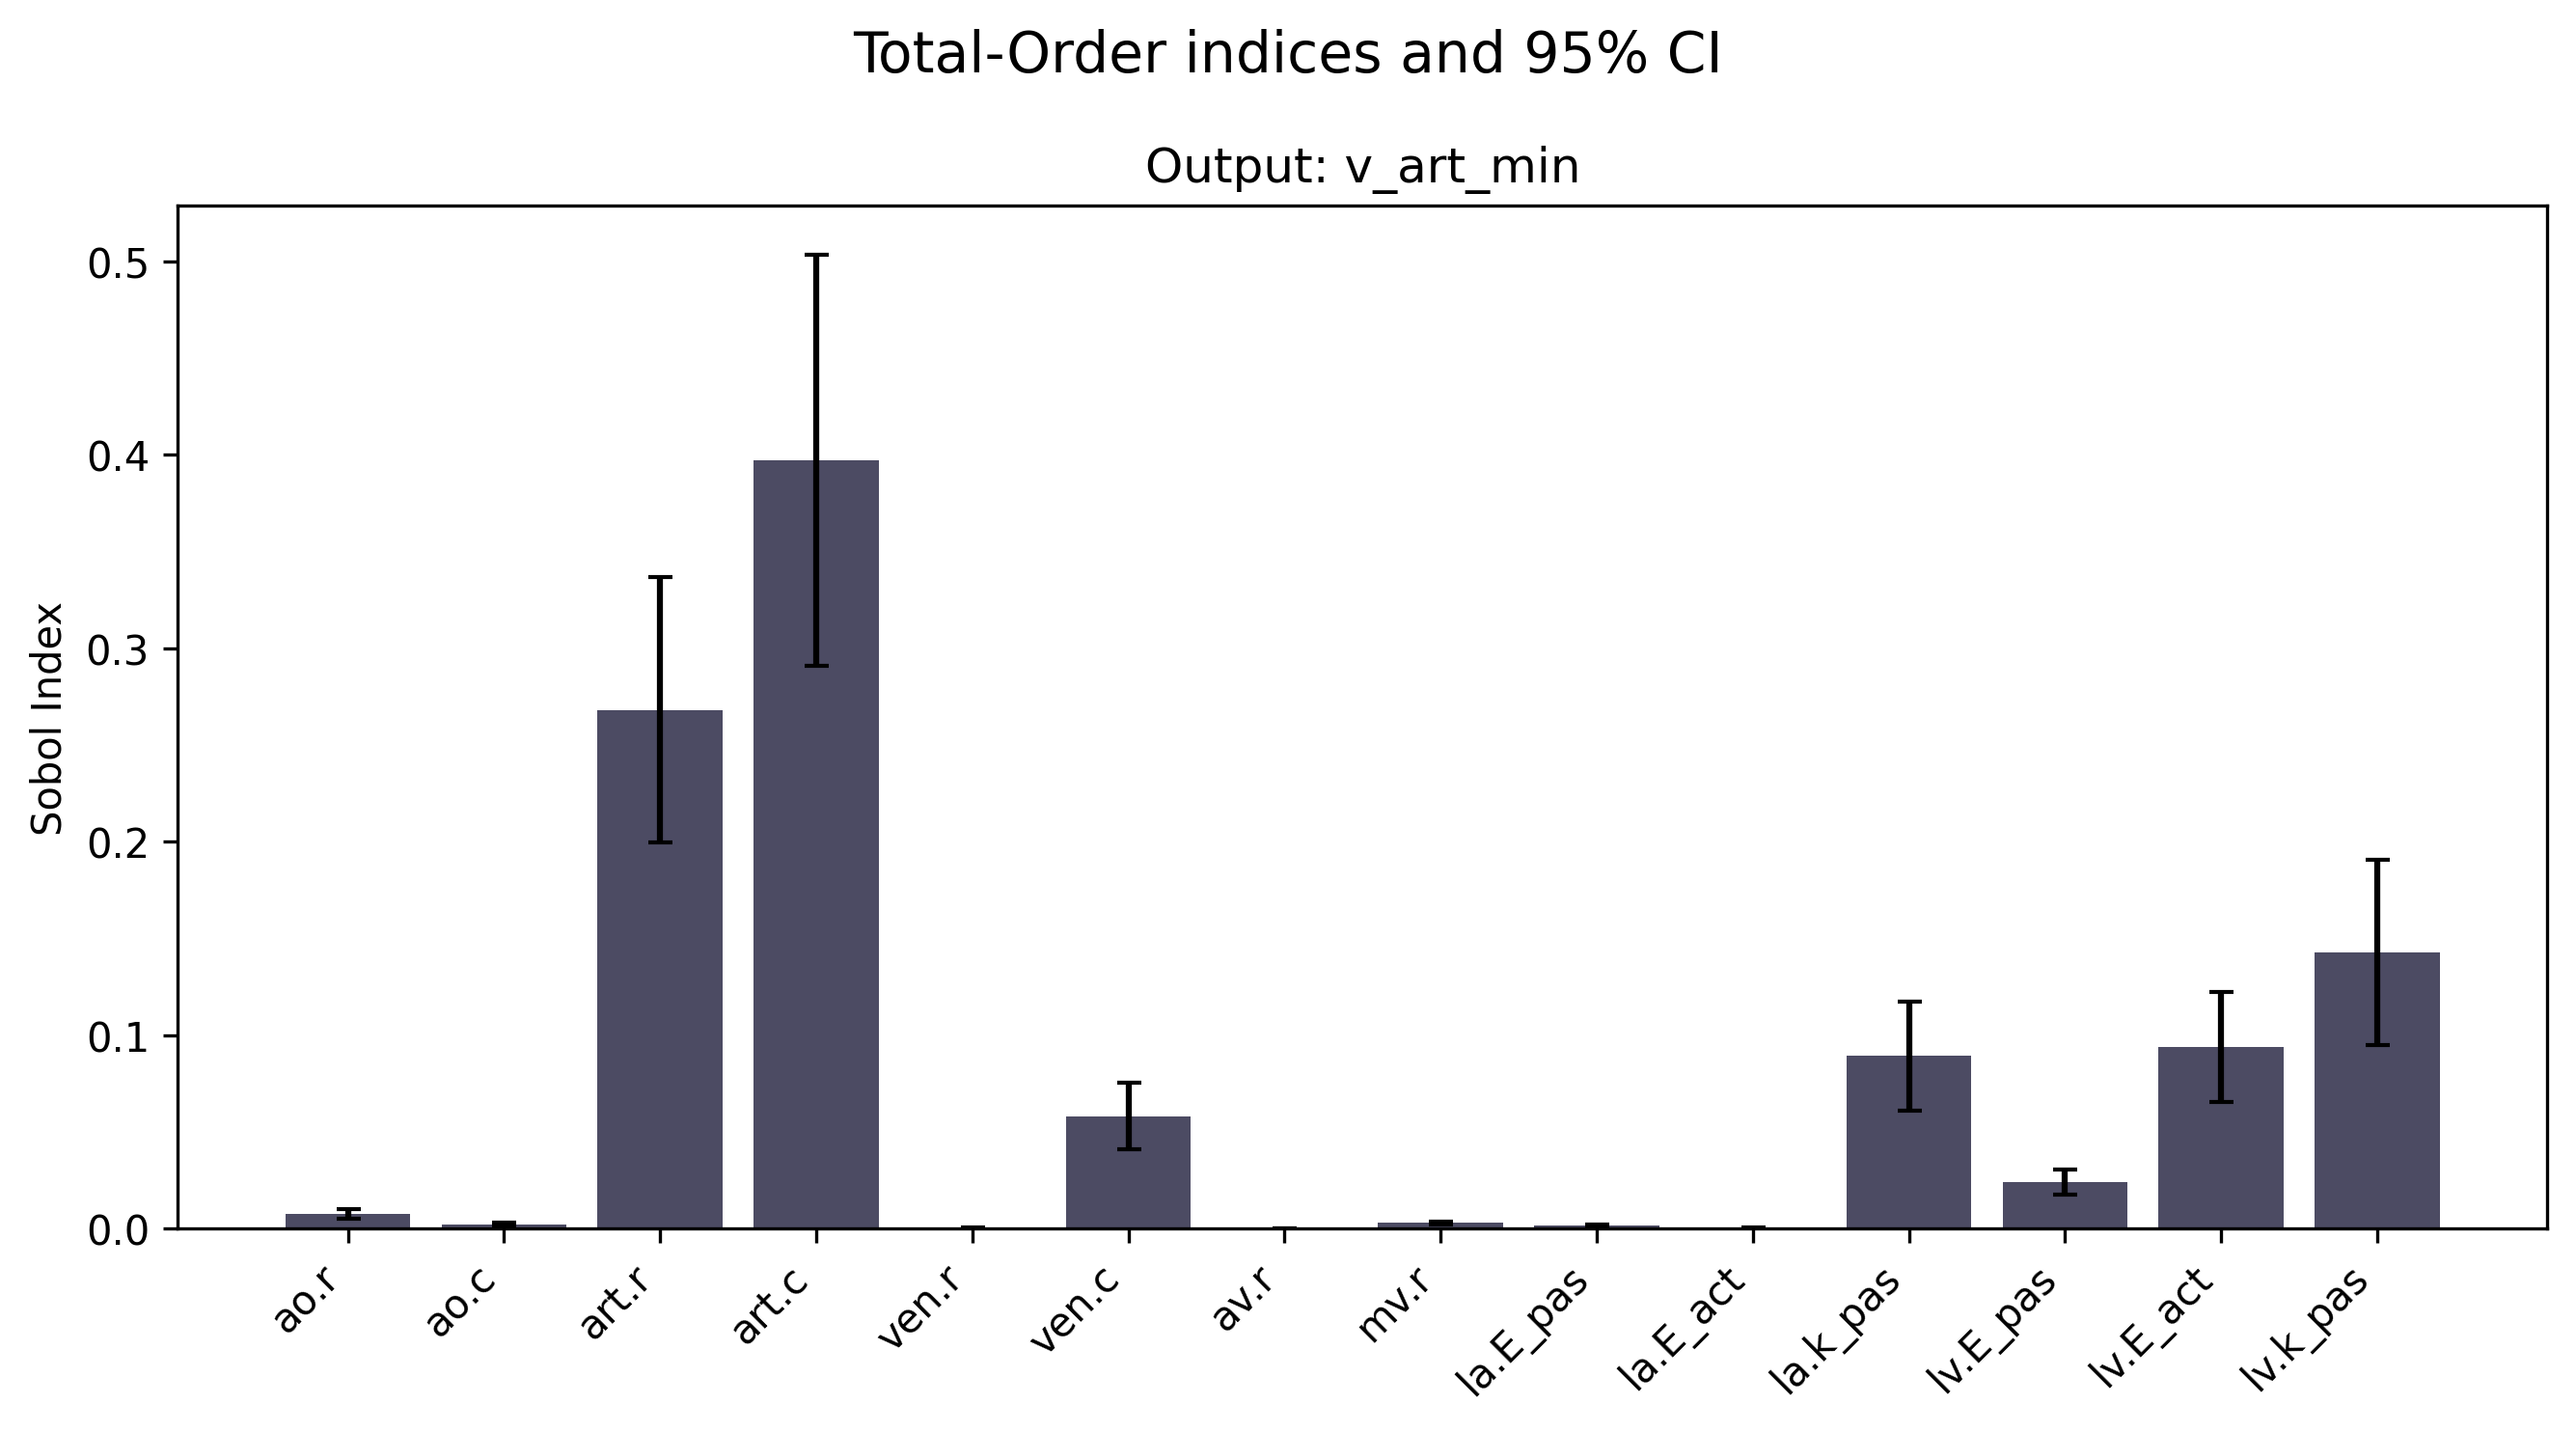 Total-Order indices and 95% CI
Output: v_art_min
Sobol Index
0.5
0.4
0.3
0.2
0.1
0.0
ao.r
ao.c
art.r
art.c
ven.r
ven.c
av.r
mv.r
la.E_pas
la.E_act
la.k_pas
lv.E_pas
lv.E_act
lv.k_pas